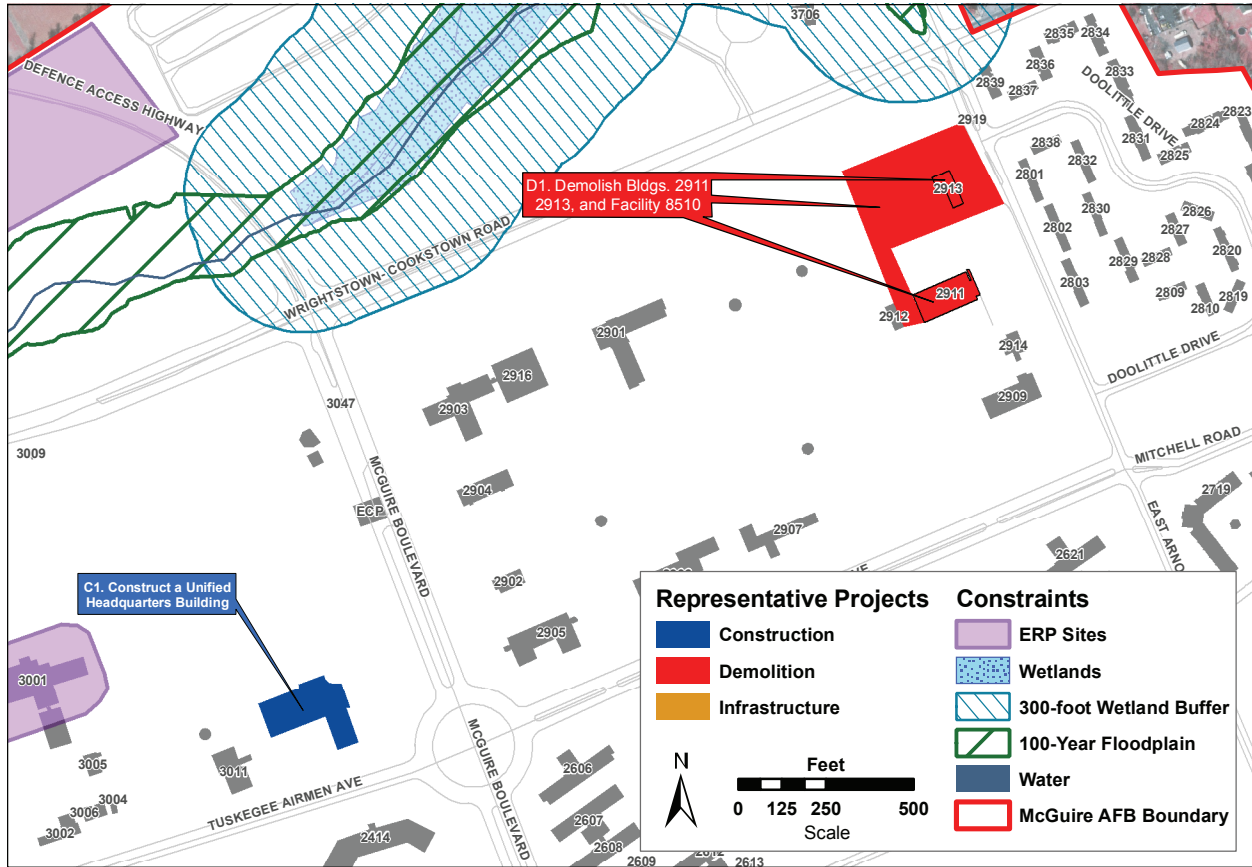 3706
2835
2834
2836
2839
2837
2833
DOOLITTLE DRIVE
2823
2824
2831
2825
DEFENCE ACCESS HIGHWAY
2919
2838
2832
2801
D1. Demolish Bldgs. 2911
2913, and Facility 8510
2913
2830
2802
2826
2827
2820
2829
2828
2803
2809
2819
2810
WRIGHTSTOWN- COOKSTOWN ROAD
2911
2912
2901
2914
DOOLITTLE DRIVE
2916
2909
3047
2903
3009
MCGUIRE BOULEVARD
MITCHELL ROAD
2904
2719
ECP
EAST ARNO
2907
2621
2902
C1. Construct a Unified
Headquarters Building
2905
3001
MCGUIRE BOULEVARD
3005
3011
2606
3004
3006
3002
TUSKEGEE AIRMEN AVE
2607
2414
2608
2609
2613
Representative Projects
Construction
Demolition
Infrastructure
N
Feet
0 125 250 500
Scale
Constraints
ERP Sites
Wetlands
300-foot Wetland Buffer
100-Year Floodplain
Water
McGuire AFB Boundary